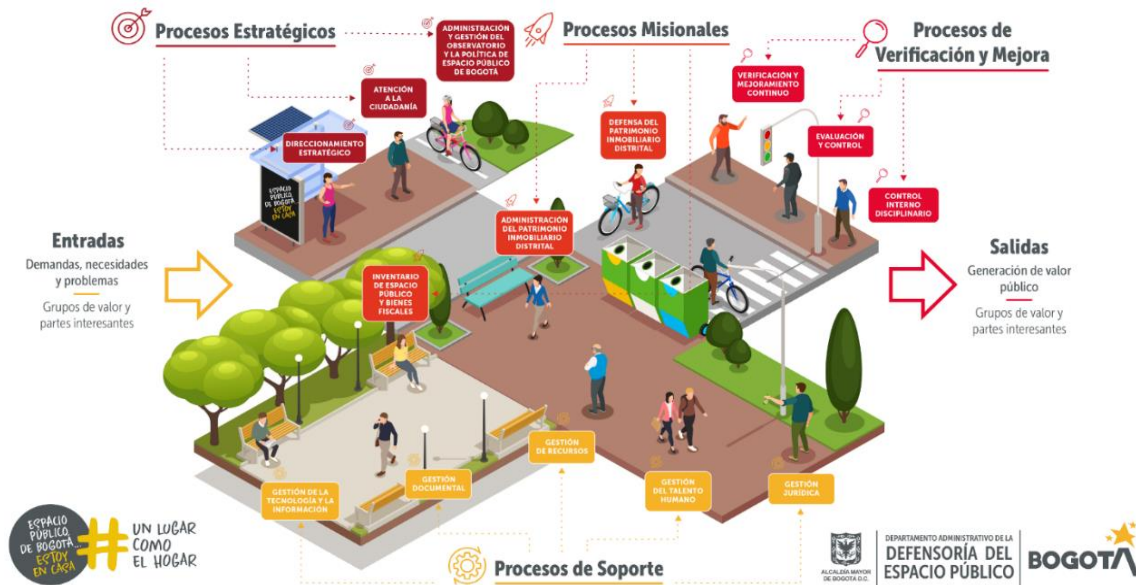 Procesos Estratégicos
ADMINISTRACIÓN
Y GESTIÓN DEL
OBSERVATORIO
Y LA POLÍTICA DE
ESPACIO PÚBLICO
DE BOGOTÁ
ATENCIÓN
A LA
CIUDADANÍA
DIRECCIONAMIENTO
ESTRATÉGICO
ESPACIO
PÚBLICO
DE BOGOTÁ
ESTOY
EN CASA
Procesos Misionales
DEFENSA DEL
PATRIMONIO
INMOBILIARIO
DISTRITAL
ADMINISTRACIÓN
DEL PATRIMONIO
INMOBILIARIO
DISTRITAL
INVENTARIO
DE ESPACIO
PÚBLICO
Y BIENES
FISCALES
Procesos de
Verificación y Mejora
VERIFICACIÓN Y
MEJORAMIENTO
CONTINUO
EVALUACIÓN
Y CONTROL
CONTROL
INTERNO
DISCIPLINARIO
Entradas
Demandas, necesidades
y problemas
Grupos de valor y
partes interesantes
Salidas
Generación de valor
público
Grupos de valor y
partes interesantes
GESTIÓN DE LA
TECNOLOGÍA Y LA
INFORMACIÓN
GESTIÓN
DOCUMENTAL
GESTIÓN
DE RECURSOS
GESTIÓN
DEL TALENTO
HUMANO
GESTIÓN
JURÍDICA
Procesos de Soporte
ESPACIO
PÚBLICO
DE BOGOTÁ...
ESTOY
EN CASA
#
UN LUGAR
COMO
EL HOGAR
ALCALDÍA MAYOR
DE BOGOTÁ D.C.
DEPARTAMENTO ADMINISTRATIVO DE LA
DEFENSORÍA DEL
ESPACIO PÚBLICO
BOGOTÁ